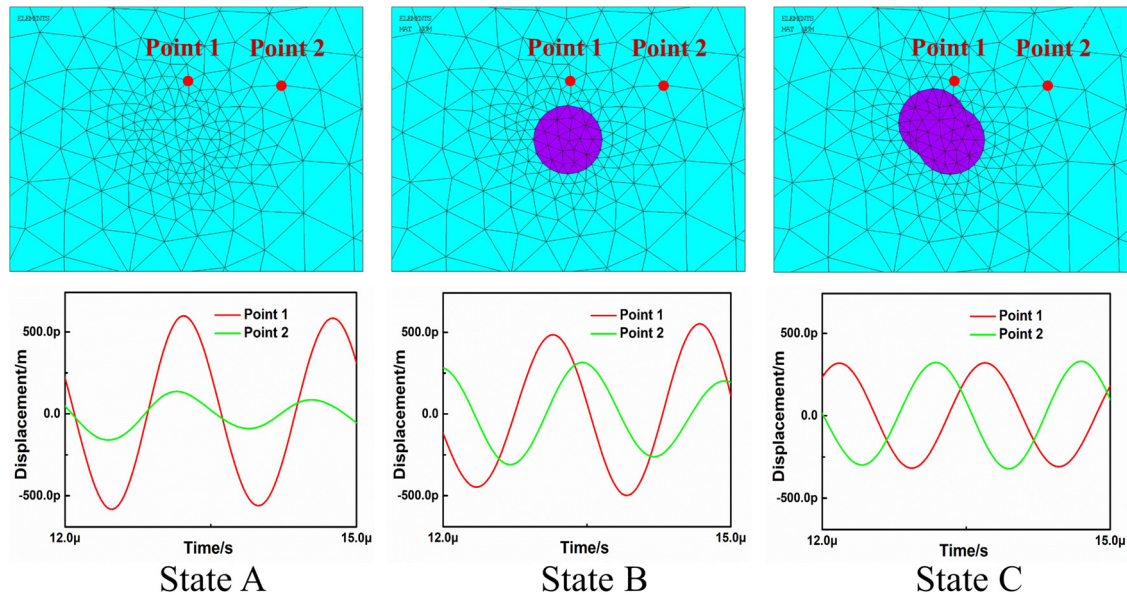 ELEMENTS
Point 1
Point 2
ELEMENTS
MAT NUM
Point 1
Point 2
ELEMENTS
MAT NUM
Point 1
Point 2
Displacement/m
500.0p
0.0
-500.0p
Point 1
Point 2
12.0μ
15.0μ
Time/s
State A
Displacement/m
500.0p
0.0
-500.0p
Point 1
Point 2
12.0μ
15.0μ
Time/s
State B
Displacement/m
500.0p
0.0
-500.0p
Point 1
Point 2
12.0μ
15.0μ
Time/s
State C